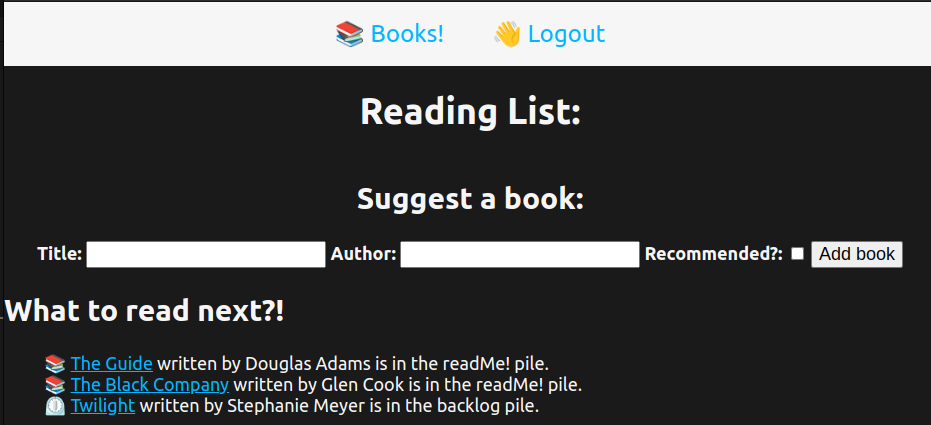 📚 Books! 👋 Logout
Reading List:
Suggest a book:
Title: Author: Recommended?: Add book
What to read next?!
📚 The Guide written by Douglas Adams is in the readMe! pile.
📚 The Black Company written by Glen Cook is in the readMe! pile.
⏲️ Twilight written by Stephanie Meyer is in the backlog pile.